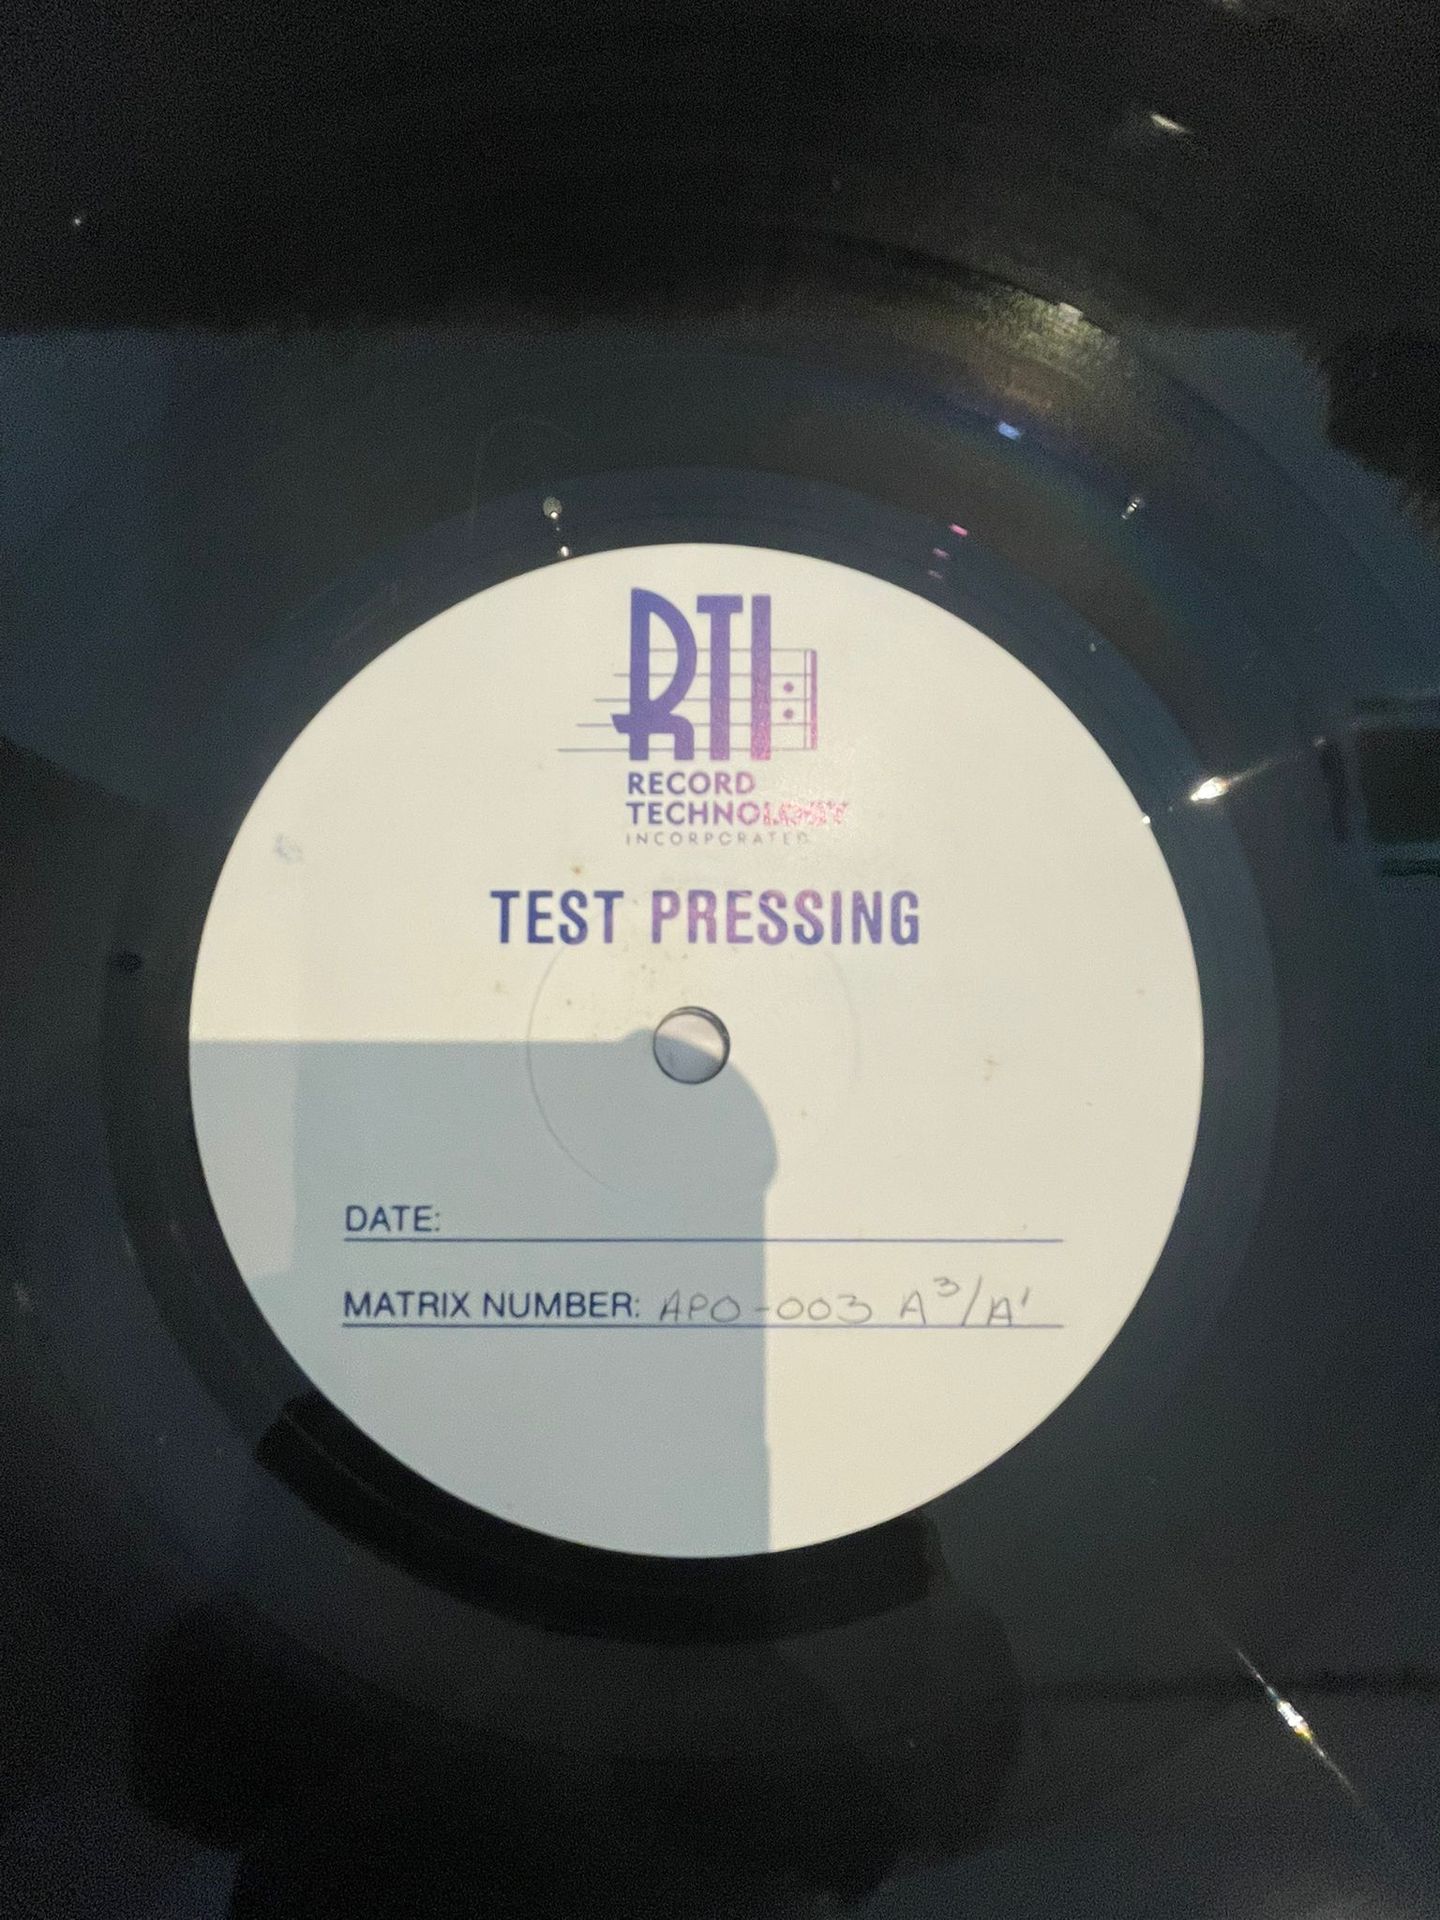 RTI
RECORD
TECHNOLOGY
INCORPORATED
TEST PRESSING
DATE:
MATRIX NUMBER: APO-003 A³/A¹